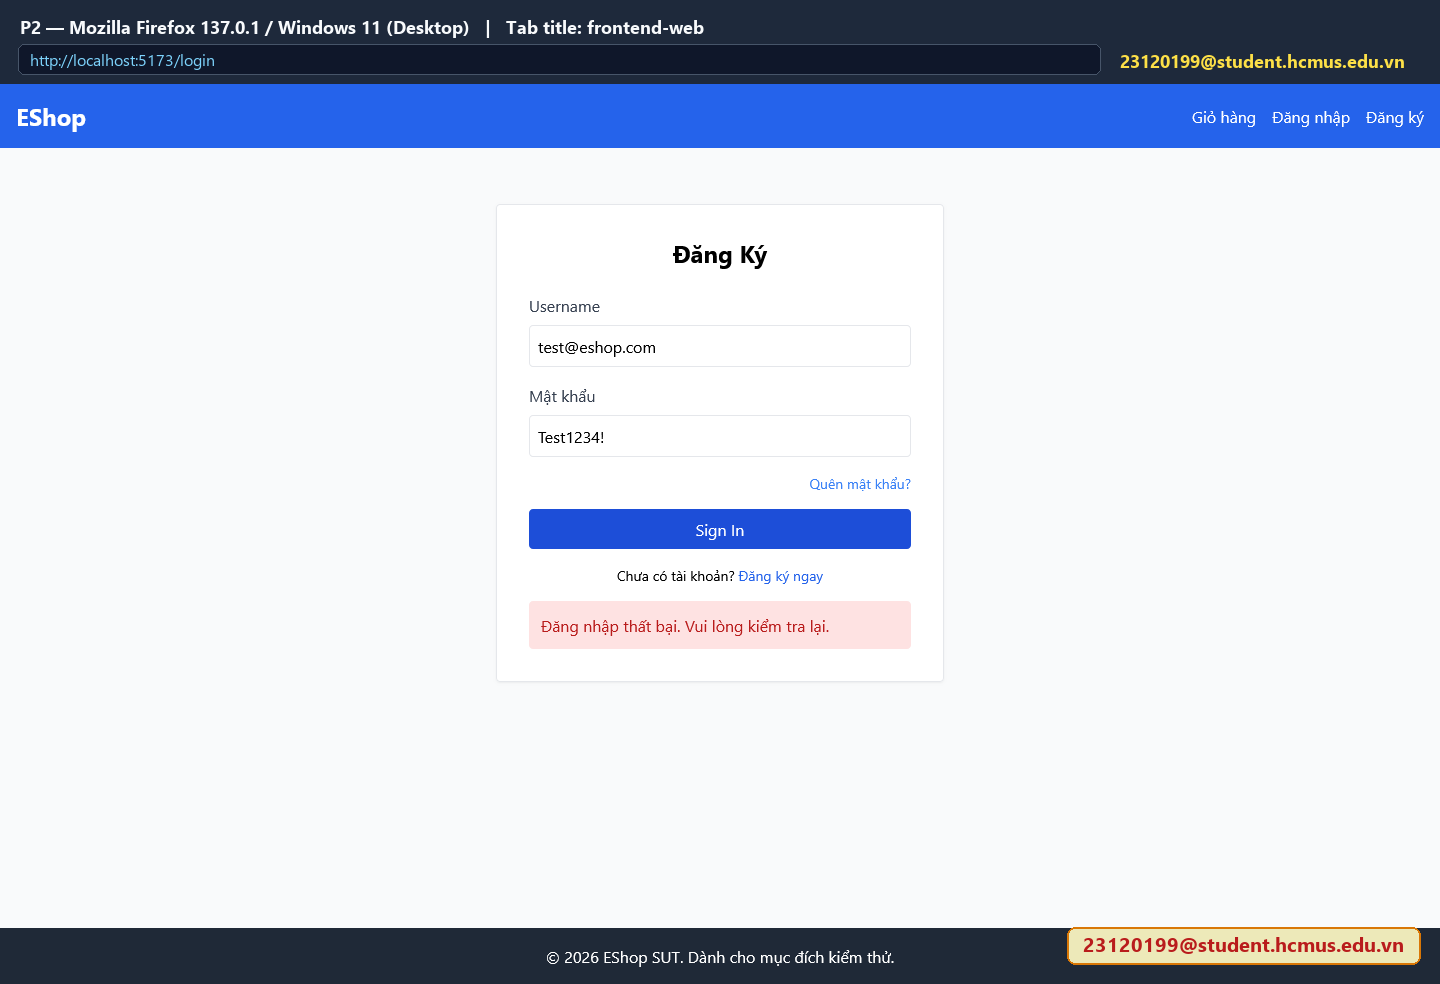 P2 — Mozilla Firefox 137.0.1 / Windows 11 (Desktop) | Tab title: frontend-web
http://localhost:5173/login
23120199@student.hcmus.edu.vn
EShop
Giỏ hàng Đăng nhập Đăng ký
Đăng Ký
Username
test@eshop.com
Mật khẩu
Test1234!
Quên mật khẩu?
Sign In
Chưa có tài khoản? Đăng ký ngay
Đăng nhập thất bại. Vui lòng kiểm tra lại.
© 2026 EShop SUT. Dành cho mục đích kiểm thử.
23120199@student.hcmus.edu.vn